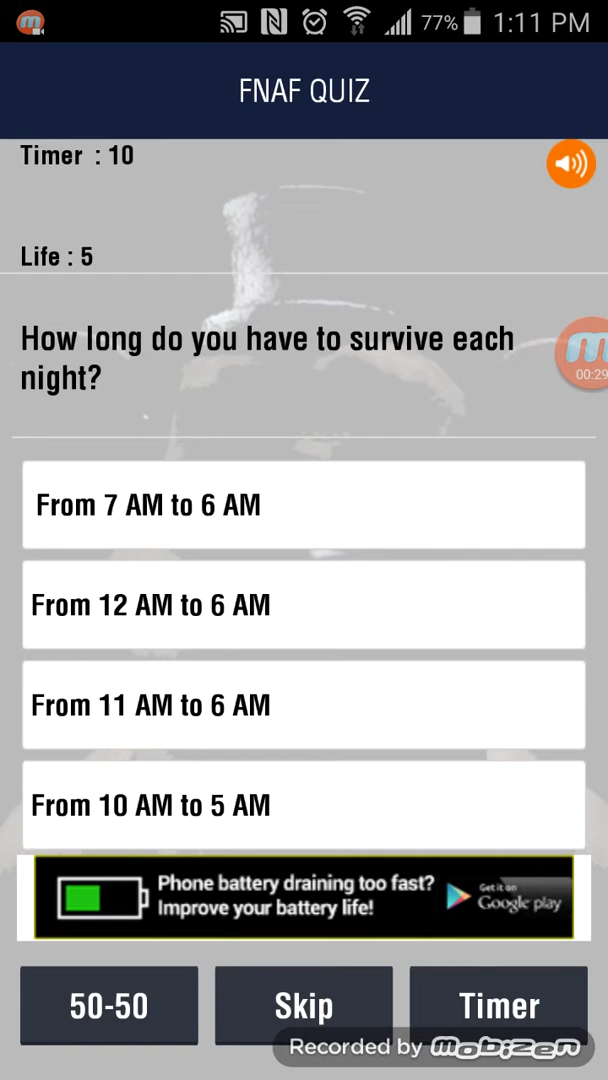 77% 1:11 PM
FNAF QUIZ
Timer : 10
Life : 5
How long do you have to survive each
night?
00:29
From 7 AM to 6 AM
From 12 AM to 6 AM
From 11 AM to 6 AM
From 10 AM to 5 AM
Phone battery draining too fast?
Improve your battery life!
Get it on
Google play
50-50 Skip Timer
Recorded by mobizen